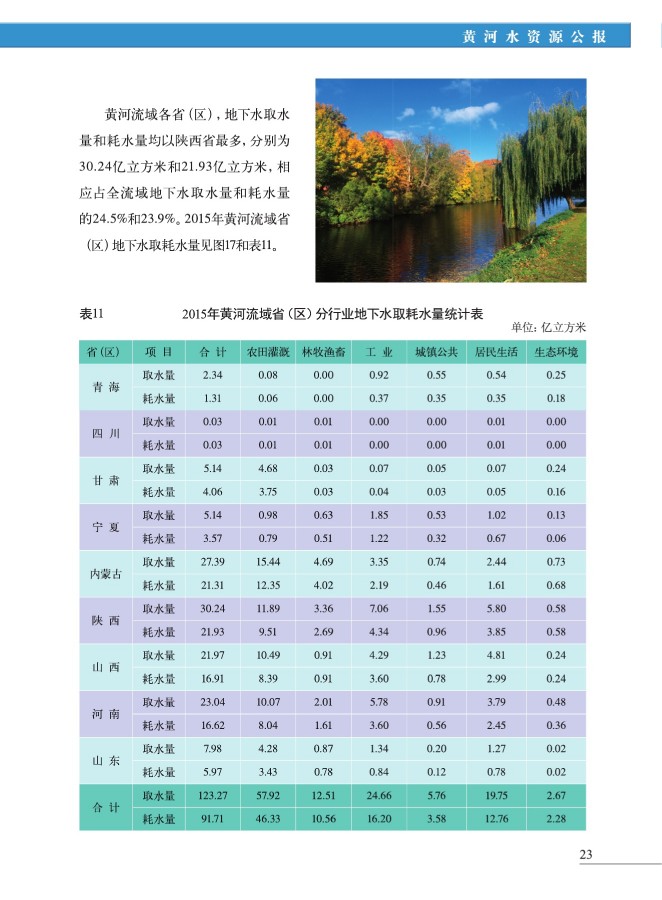 黄河水资源公报
黄河流域各省(区),地下水取水
量和耗水量均以陕西省最多,分别为
30.24亿立方米和21.93亿立方米,相
应占全流域地下水取水量和耗水量
的24.5%和23.9%。2015年黄河流域省
(区)地下水取耗水量见图17和表11。
表11 2015年黄河流域省(区)分行业地下水取耗水量统计表
单位:亿立方米
省(区) 项目 合计 农田灌溉 林牧渔畜 工业 城镇公共 居民生活 生态环境
青海 取水量 2.34 0.08 0.00 0.92 0.55 0.54 0.25
耗水量 1.31 0.06 0.00 0.37 0.35 0.35 0.18
四川 取水量 0.03 0.01 0.01 0.00 0.00 0.01 0.00
耗水量 0.03 0.01 0.01 0.00 0.00 0.01 0.00
甘肃 取水量 5.14 4.68 0.03 0.07 0.05 0.07 0.24
耗水量 4.06 3.75 0.03 0.04 0.03 0.05 0.16
宁夏 取水量 5.14 0.98 0.63 1.85 0.53 1.02 0.13
耗水量 3.57 0.79 0.51 1.22 0.32 0.67 0.06
内蒙古 取水量 27.39 15.44 4.69 3.35 0.74 2.44 0.73
耗水量 21.31 12.35 4.02 2.19 0.46 1.61 0.68
陕西 取水量 30.24 11.89 3.36 7.06 1.55 5.80 0.58
耗水量 21.93 9.51 2.69 4.34 0.96 3.85 0.58
山西 取水量 21.97 10.49 0.91 4.29 1.23 4.81 0.24
耗水量 16.91 8.39 0.91 3.60 0.78 2.99 0.24
河南 取水量 23.04 10.07 2.01 5.78 0.91 3.79 0.48
耗水量 16.62 8.04 1.61 3.60 0.56 2.45 0.36
山东 取水量 7.98 4.28 0.87 1.34 0.20 1.27 0.02
耗水量 5.97 3.43 0.78 0.84 0.12 0.78 0.02
合计 取水量 123.27 57.92 12.51 24.66 5.76 19.75 2.67
耗水量 91.71 46.33 10.56 16.20 3.58 12.76 2.28
23